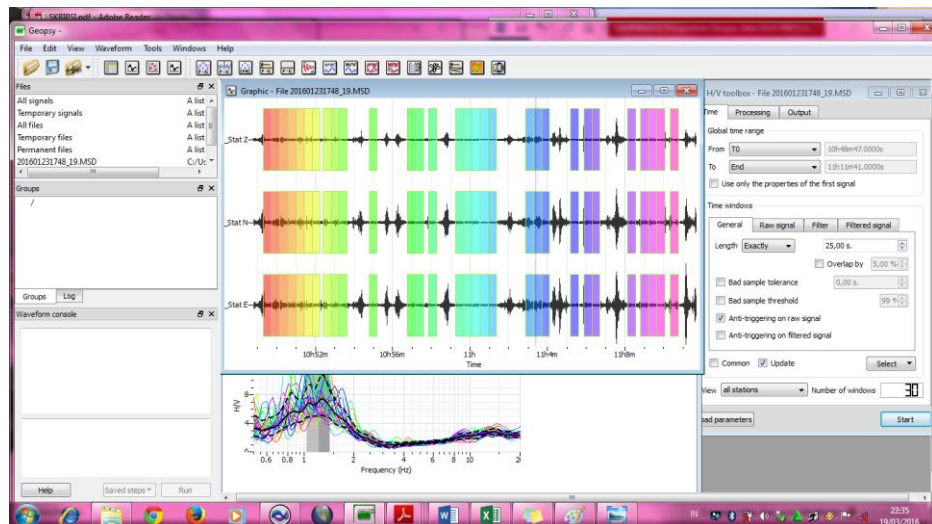 SKRIPSI.pdf - Adobe Reader
Geopsy -
File Edit View Waveform Tools Windows Help
Files
All signals A list
Temporary signals A list
All files A list
Temporary files A list
Permanent files A list
201601231748_19.MSD C:/Us
Groups
/
Groups Log
Waveform console
Help Saved steps Run
Graphic - File 201601231748_19.MSD
_Stat Z
_Stat N
_Stat E
10h52m 10h56m 11h 11h4m 11h8m
Time
H/V
8
4
0.6 0.8 1 2 4 6 8 10
Frequency (Hz)
H/V toolbox - File 201601231748_19.MSD
Time Processing Output
Global time range
From T0 10h48m47.0000s
To End 11h11m41.0000s
Use only the properties of the first signal
Time windows
General Raw signal Filter Filtered signal
Length Exactly 25,00 s.
Overlap by 5,00 %
Bad sample tolerance 0,00 s.
Bad sample threshold 99 %
Anti-triggering on raw signal
Anti-triggering on filtered signal
Common Update Select
View all stations Number of windows 30
parameters Start
IN 22:35
19/03/2016